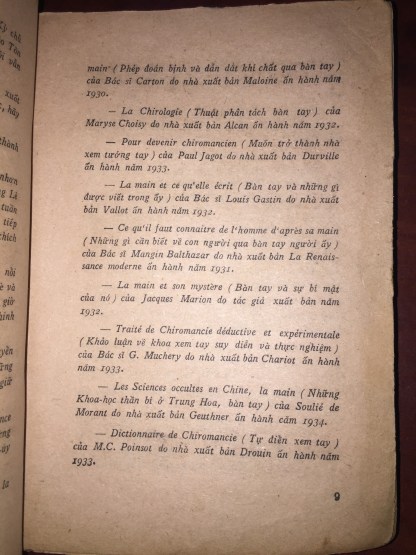 main (Phép đoán bịnh và dẫn dắt khi chất qua bàn tay)
của Bác sĩ Carton do nhà xuất bản Maloine ấn hành năm
1930.
— La Chirologie (Thuật phân tách bàn tay) của
Maryse Choisy do nhà xuất bản Alcan ấn hành năm 1932.
— Pour devenir chiromancien (Muốn trở thành nhà
xem tướng tay) của Paul Jagot do nhà xuất bản Durville
ấn hành năm 1933.
— La main et ce qu'elle écrit (Bàn tay và những gì
được viết trong ấy) của Bác sĩ Louis Gastin do nhà xuất
bản Vallot ấn hành năm 1932.
— Ce qu'il faut connaitre de l'homme d'après sa main
(Những gì cần biết về con người qua bàn tay người ấy)
của Bác sĩ Mangin Balthazar do nhà xuất bản La Renais-
sance moderne ấn hành năm 1931.
— La main et son mystère (Bàn tay và sự bí mật
của nó) của Jacques Marion do tác giả xuất bản năm
1932.
— Traité de Chiromancie déductive et expérimentale
(Khảo luận về khoa xem tay suy diễn và thực nghiệm)
của Bác sĩ G. Muchery do nhà xuất bản Chariot ấn hành
năm 1933.
— Les Sciences occultes en Chine, la main (Những
Khoa-học thần bí ở Trung Hoa, bàn tay) của Soulié de
Morant do nhà xuất bản Geuthner ấn hành căm 1934.
— Dictionnaire de Chiromancie (Tự điển xem tay)
của M.C. Poinsot do nhà xuất bản Drouin ấn hành năm
1933.
9